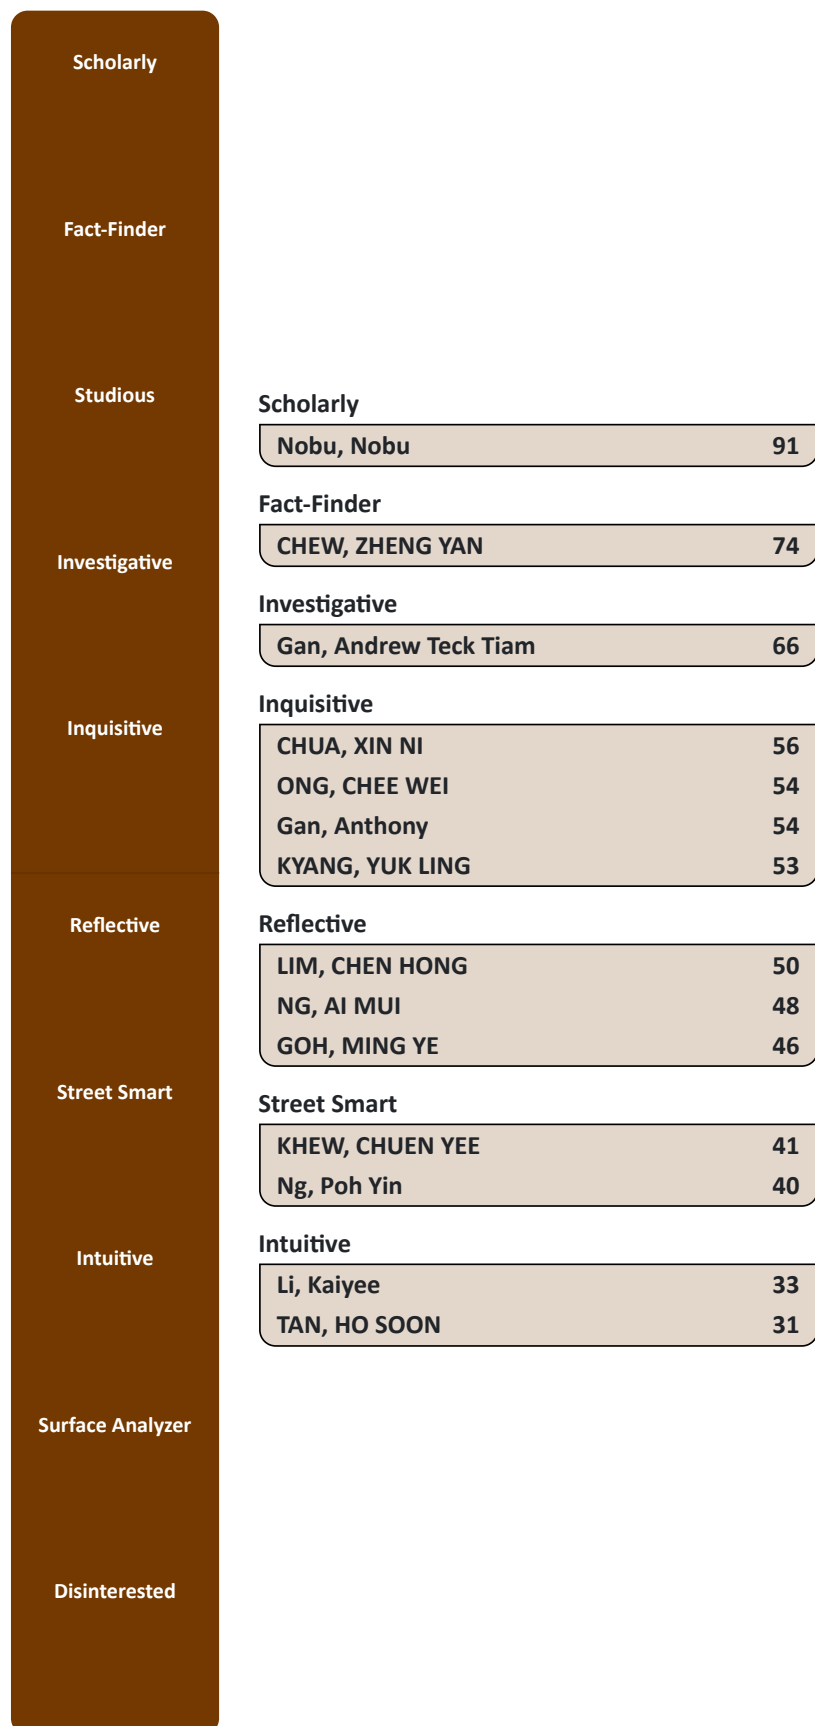 Scholarly
Fact-Finder
Studious
Investigative
Inquisitive
Reflective
Street Smart
Intuitive
Surface Analyzer
Disinterested
Scholarly
Nobu, Nobu 91
Fact-Finder
CHEW, ZHENG YAN 74
Investigative
Gan, Andrew Teck Tiam 66
Inquisitive
CHUA, XIN NI 56
ONG, CHEE WEI 54
Gan, Anthony 54
KYANG, YUK LING 53
Reflective
LIM, CHEN HONG 50
NG, AI MUI 48
GOH, MING YE 46
Street Smart
KHEW, CHUEN YEE 41
Ng, Poh Yin 40
Intuitive
Li, Kaiyee 33
TAN, HO SOON 31